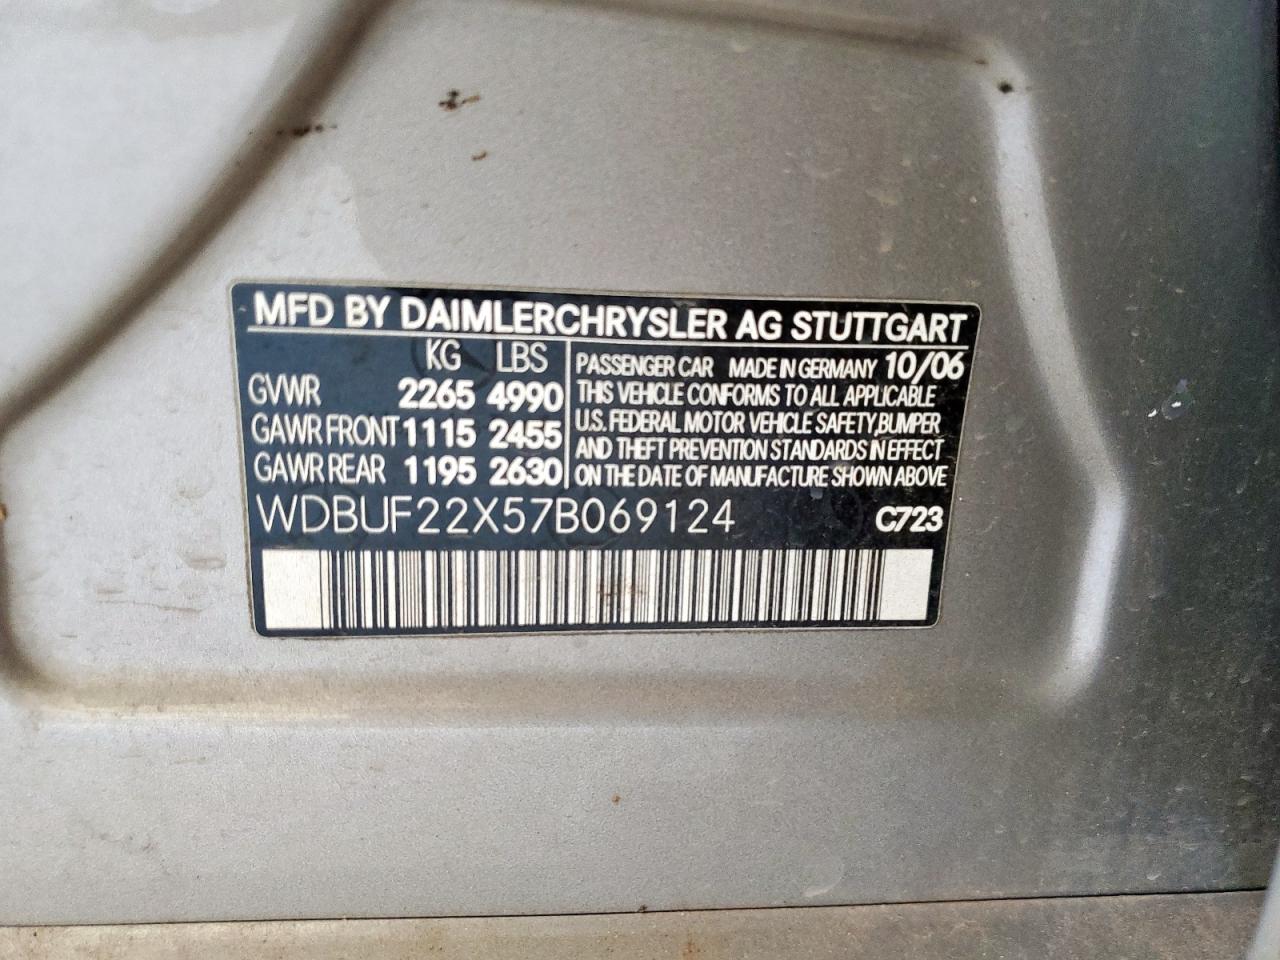 MFD BY DAIMLERCHRYSLER AG STUTTGART
KG LBS
GVWR 2265 4990
GAWR FRONT 1115 2455
GAWR REAR 1195 2630
PASSENGER CAR MADE IN GERMANY 10/06
THIS VEHICLE CONFORMS TO ALL APPLICABLE
U.S. FEDERAL MOTOR VEHICLE SAFETY,BUMPER
AND THEFT PREVENTION STANDARDS IN EFFECT
ON THE DATE OF MANUFACTURE SHOWN ABOVE
WDBUF22X57B069124 C723